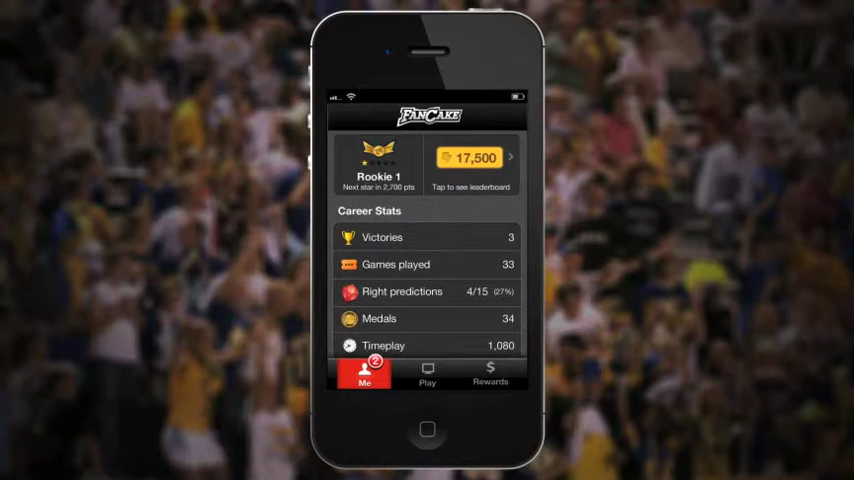 FANCAKE
17,500
Rookie 1
Next star in 2,700 pts
Tap to see leaderboard
Career Stats
Victories 3
Games played 33
Right predictions 4/15 (27%)
Medals 34
Timeplay 1,080
2
Me Play Rewards